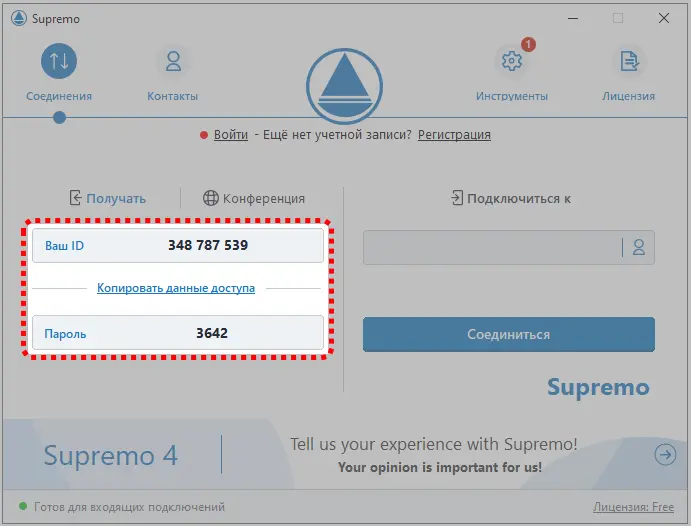 Supremo
1
Соединения
Контакты
Инструменты
Лицензия
Войти - Ещё нет учетной записи? Регистрация
Получать
Конференция
Подключиться к
Ваш ID 348 787 539
Копировать данные доступа
Пароль 3642
Соединиться
Supremo
Supremo 4
Tell us your experience with Supremo!
Your opinion is important for us!
Готов для входящих подключений
Лицензия: Free